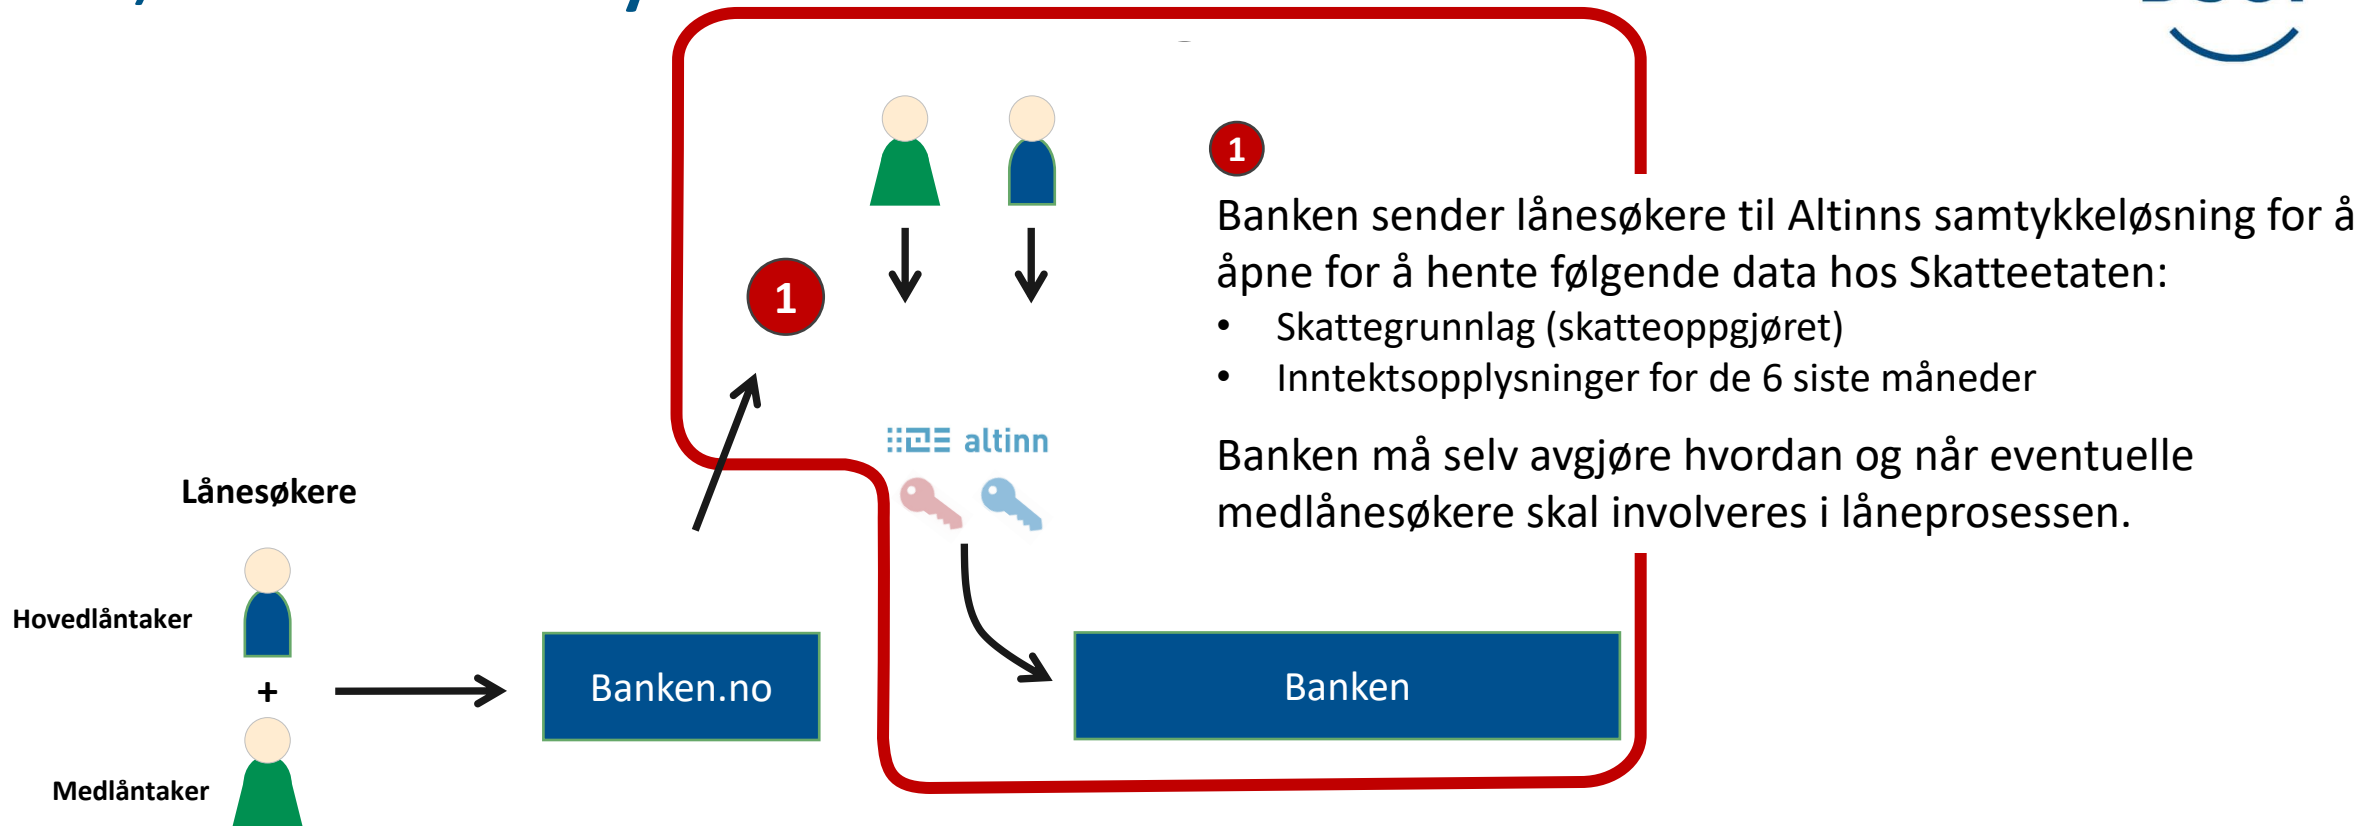 1
Banken sender lånesøkere til Altinns samtykkeløsning for å
åpne for å hente følgende data hos Skatteetaten:
• Skattegrunnlag (skatteoppgjøret)
• Inntektsopplysninger for de 6 siste måneder
Banken må selv avgjøre hvordan og når eventuelle
medlånesøkere skal involveres i låneprosessen.
1
altinn
Lånesøkere
Hovedlåntaker
+
Medlåntaker
Banken.no
Banken